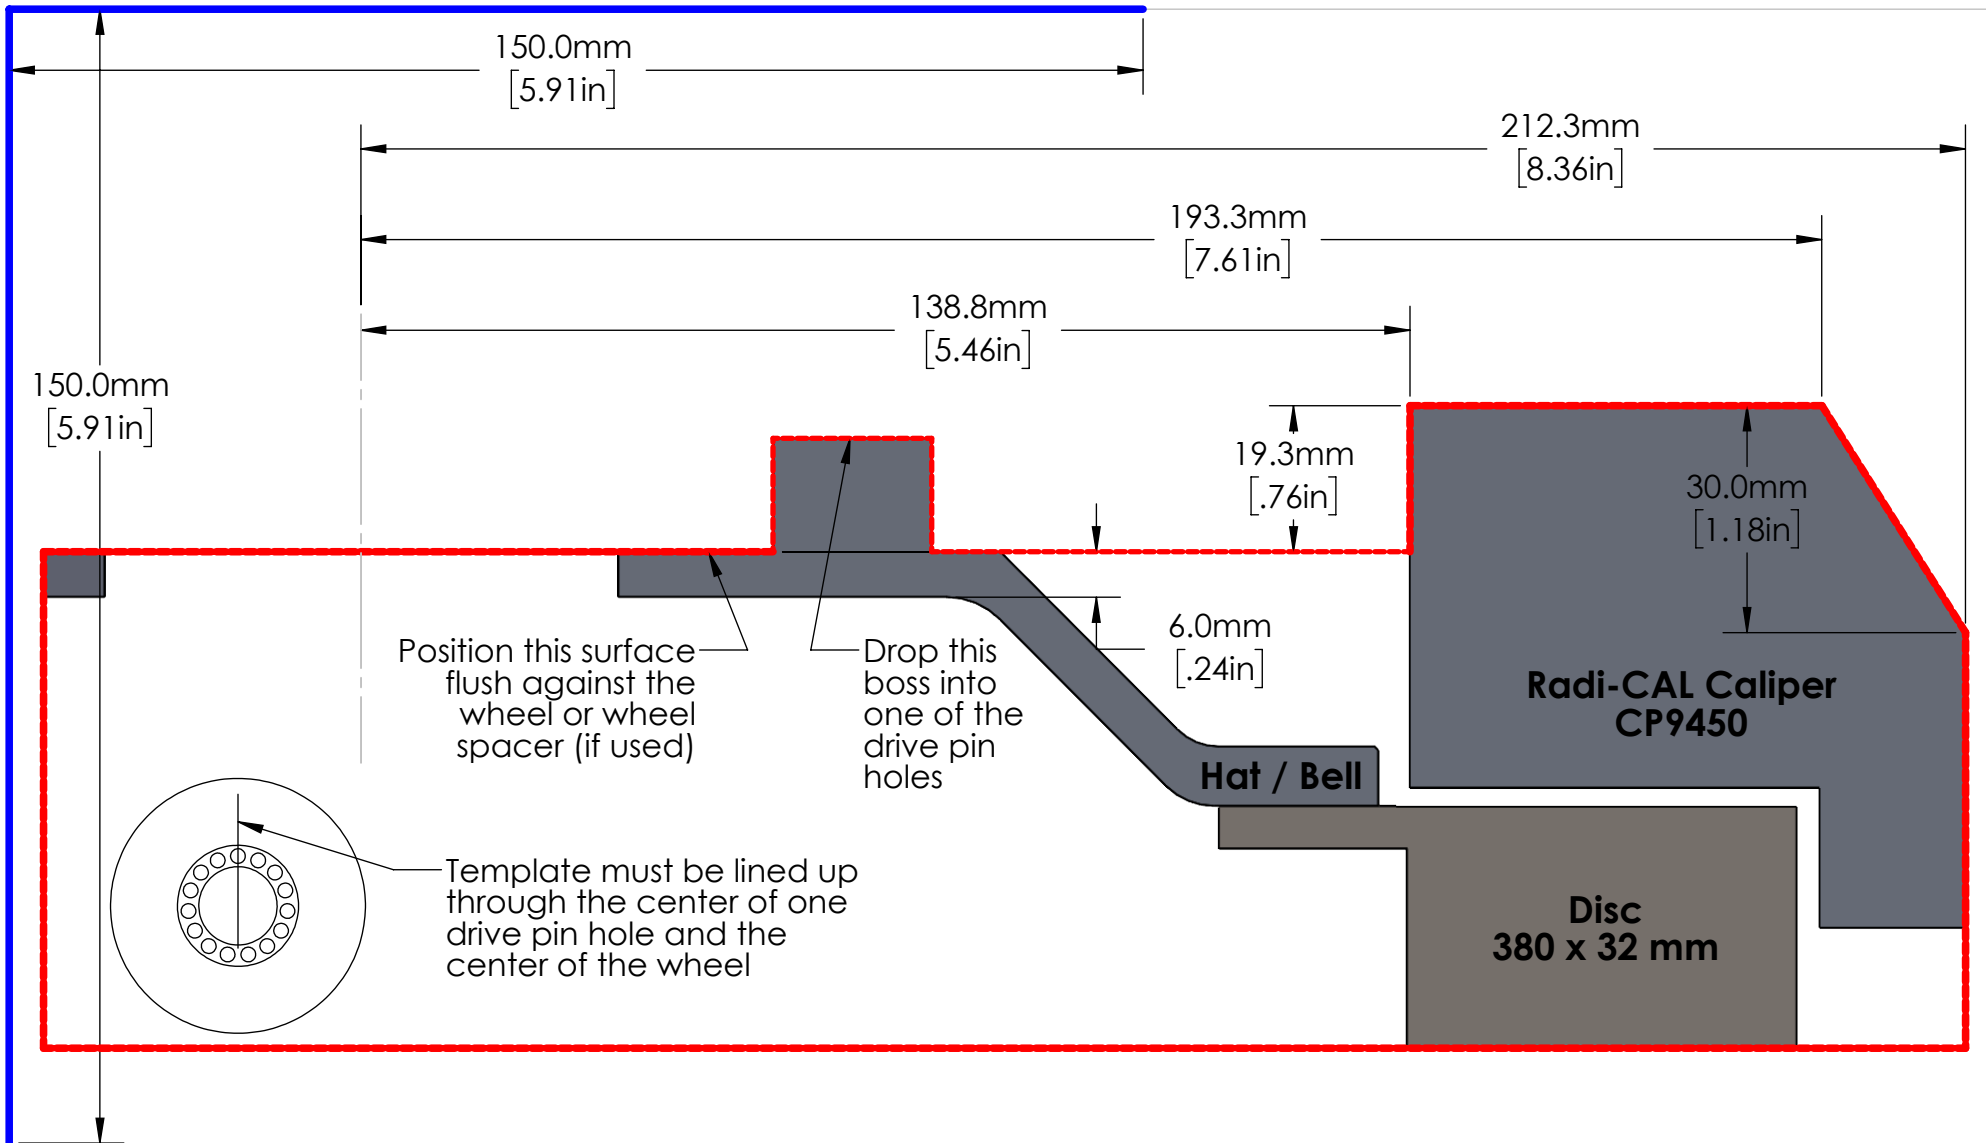 150.0mm
[5.91in]
212.3mm
[8.36in]
193.3mm
[7.61in]
138.8mm
[5.46in]
150.0mm
[5.91in]
19.3mm
[.76in]
30.0mm
[1.18in]
6.0mm
[.24in]
Position this surface
flush against the
wheel or wheel
spacer (if used)
Drop this
boss into
one of the
drive pin
holes
Radi-CAL Caliper
CP9450
Hat / Bell
Template must be lined up
through the center of one
drive pin hole and the
center of the wheel
Disc
380 x 32 mm